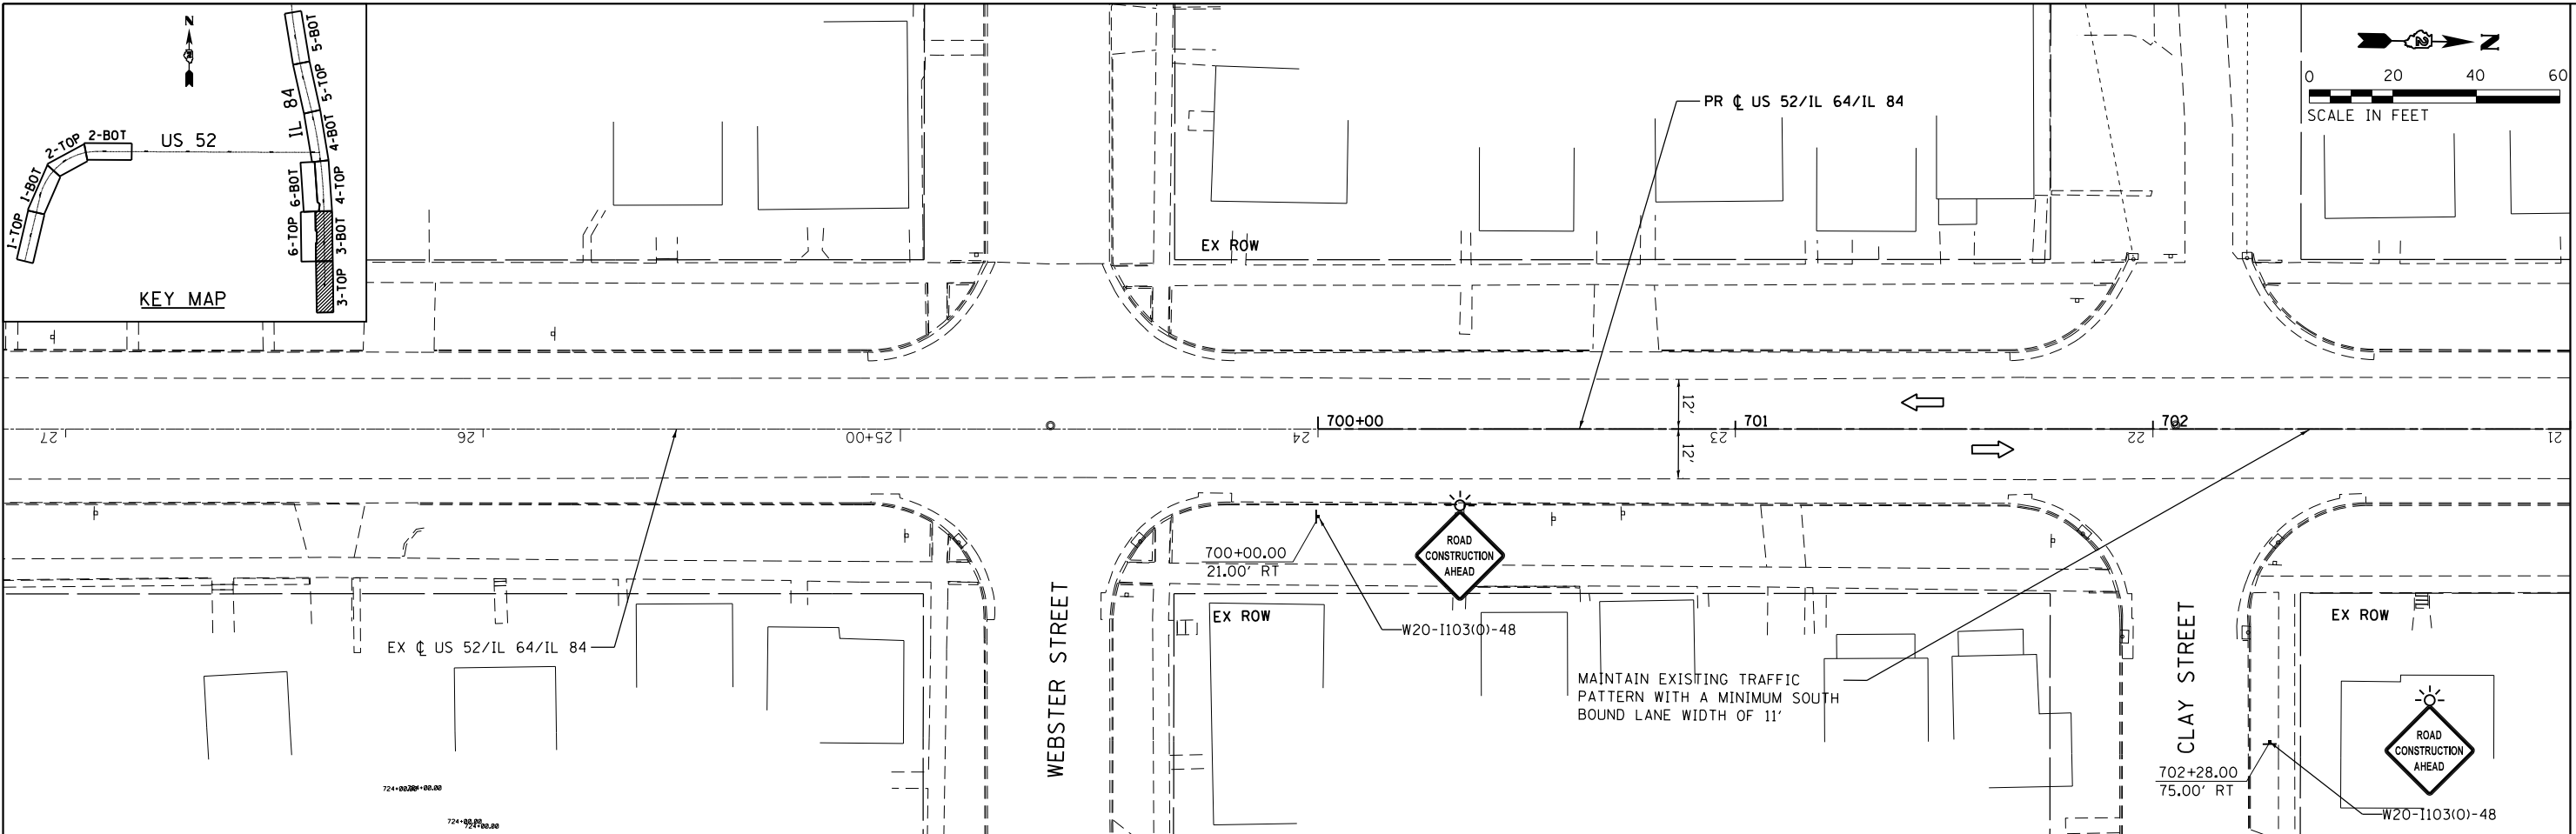 N
5-BOT
5-TOP
IL 84
4-BOT
2-BOT
US 52
2-TOP
1-BOT
1-TOP
6-BOT
4-TOP
6-TOP
3-BOT
3-TOP
KEY MAP
PR ℄ US 52/IL 64/IL 84
N
0 20 40 60
SCALE IN FEET
EX ROW
12'
12'
27
26
25+00
24
700+00
23
701
22
702
21
700+00.00
21.00' RT
ROAD
CONSTRUCTION
AHEAD
W20-I103(O)-48
EX ℄ US 52/IL 64/IL 84
WEBSTER STREET
EX ROW
MAINTAIN EXISTING TRAFFIC
PATTERN WITH A MINIMUM SOUTH
BOUND LANE WIDTH OF 11'
CLAY STREET
EX ROW
702+28.00
75.00' RT
ROAD
CONSTRUCTION
AHEAD
W20-I103(O)-48